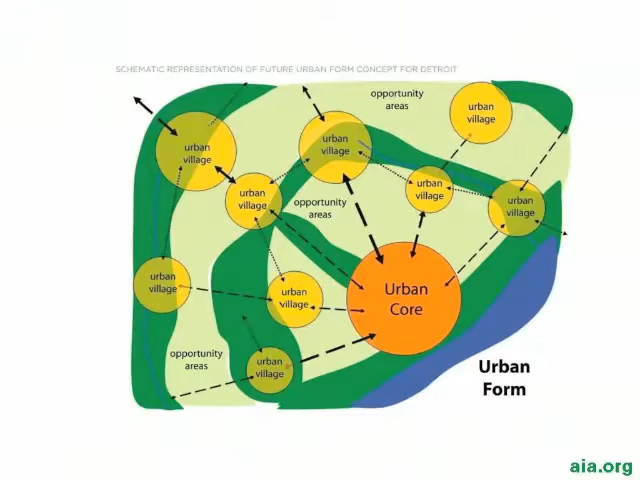 SCHEMATIC REPRESENTATION OF FUTURE URBAN FORM CONCEPT FOR DETROIT
opportunity
areas
urban
village
urban
village
urban
village
urban
village
urban
village
opportunity
areas
urban
village
urban
village
urban
village
Urban
Core
opportunity
areas
urban
village
Urban
Form
aia.org